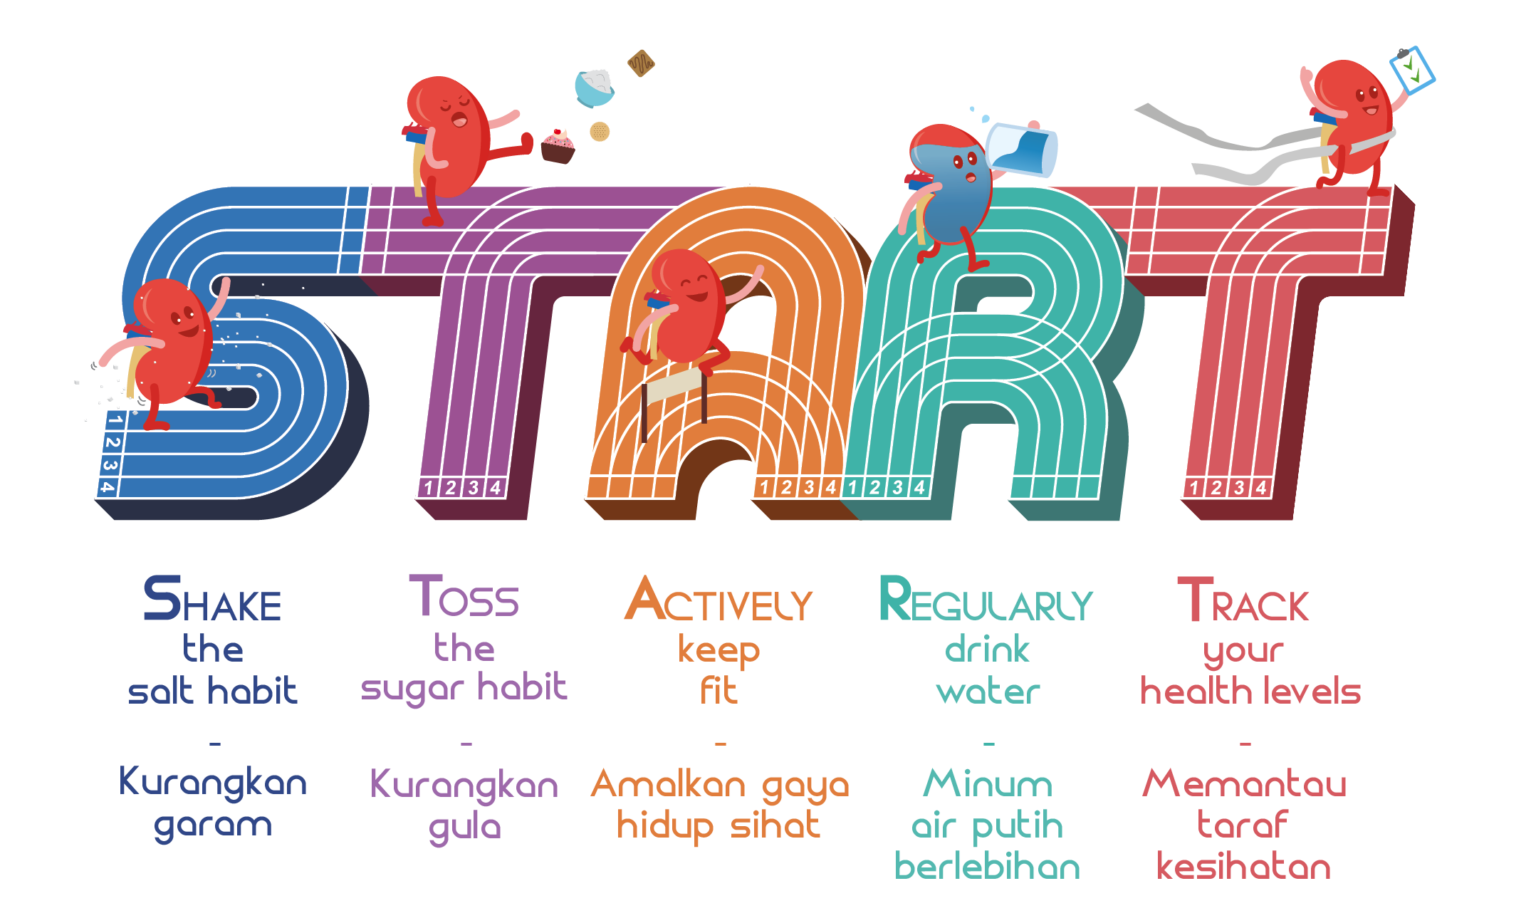 START
1
2
3
4
1 2 3 4
1 2 3 4
1 2 3 4
1 2 3 4
SHAKE
the
salt habit
-
Kurangkan
garam
TOSS
the
sugar habit
-
Kurangkan
gula
ACTIVELY
keep
fit
-
Amalkan gaya
hidup sihat
REGULARLY
drink
water
-
Minum
air putih
berlebihan
TRACK
your
health levels
-
Memantau
taraf
kesihatan